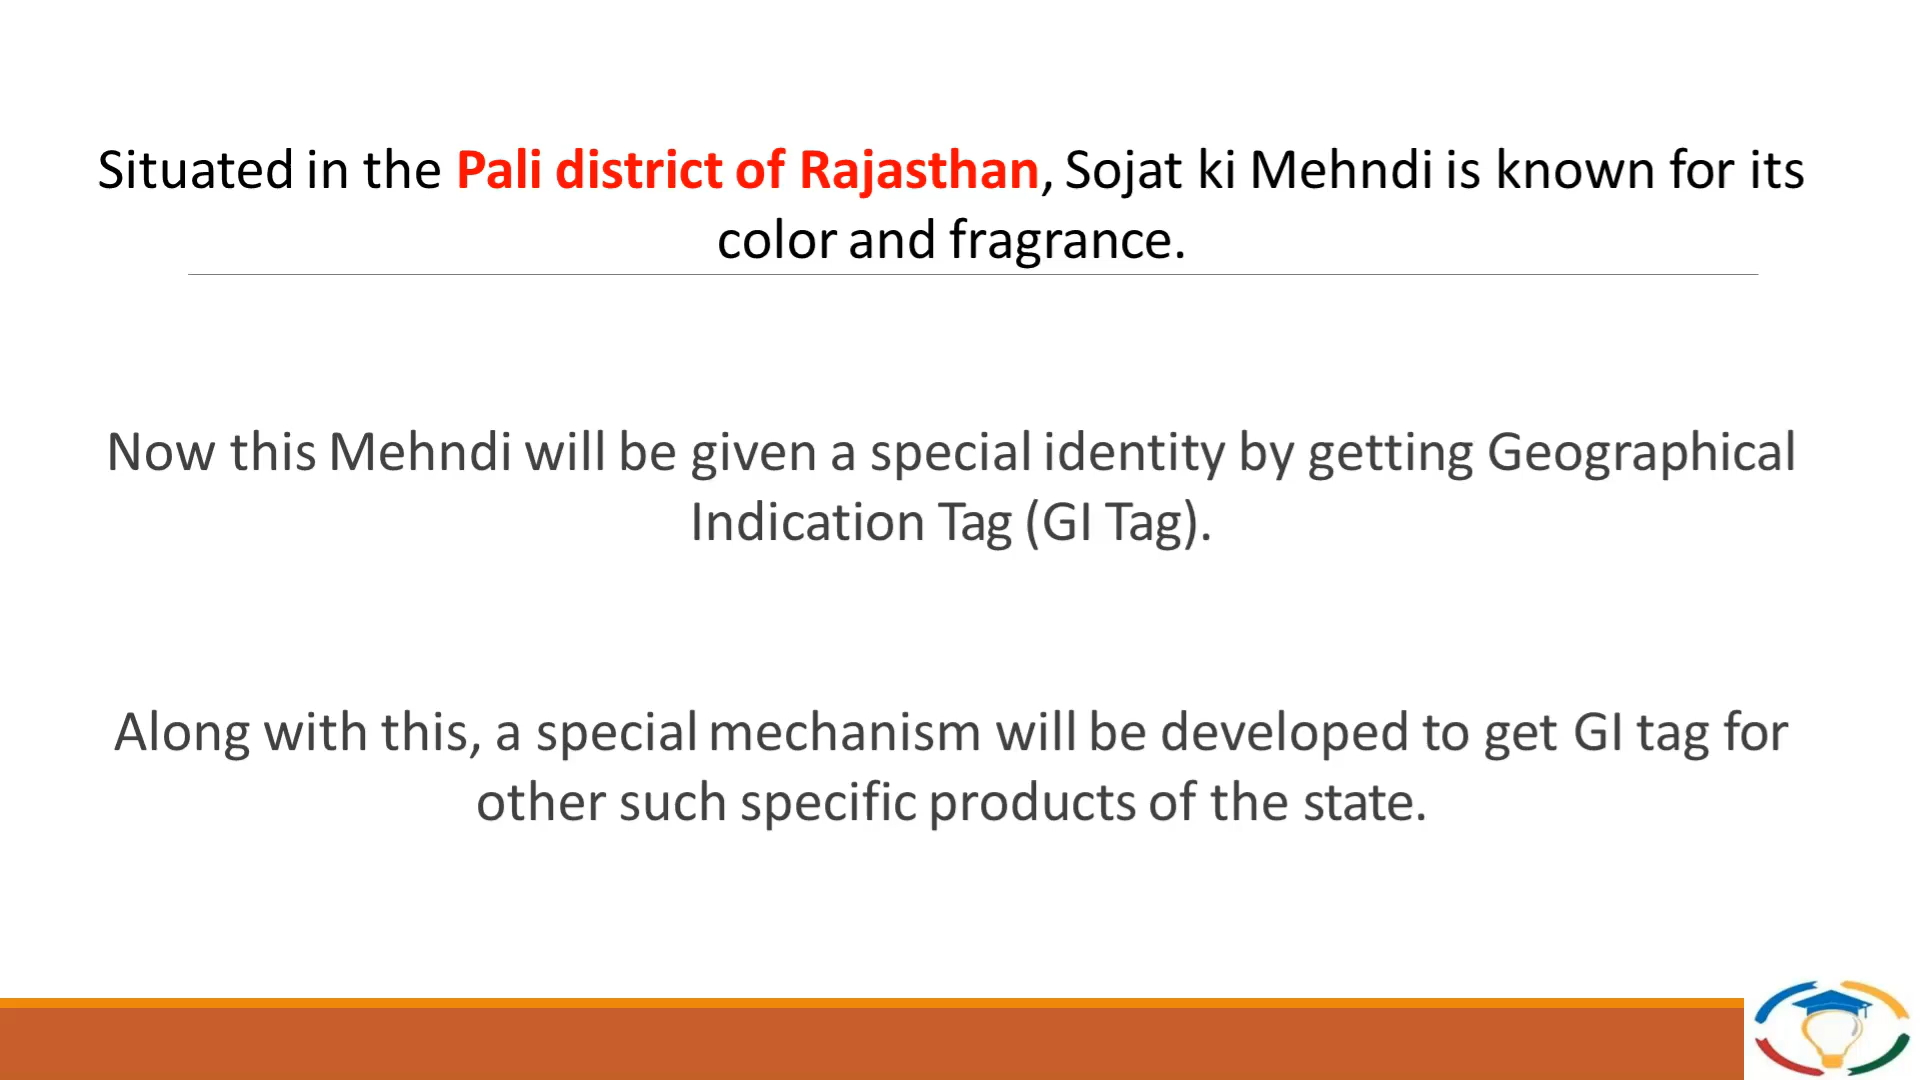 Situated in the Pali district of Rajasthan, Sojat ki Mehndi is known for its
color and fragrance.
Now this Mehndi will be given a special identity by getting Geographical
Indication Tag (GI Tag).
Along with this, a special mechanism will be developed to get GI tag for
other such specific products of the state.